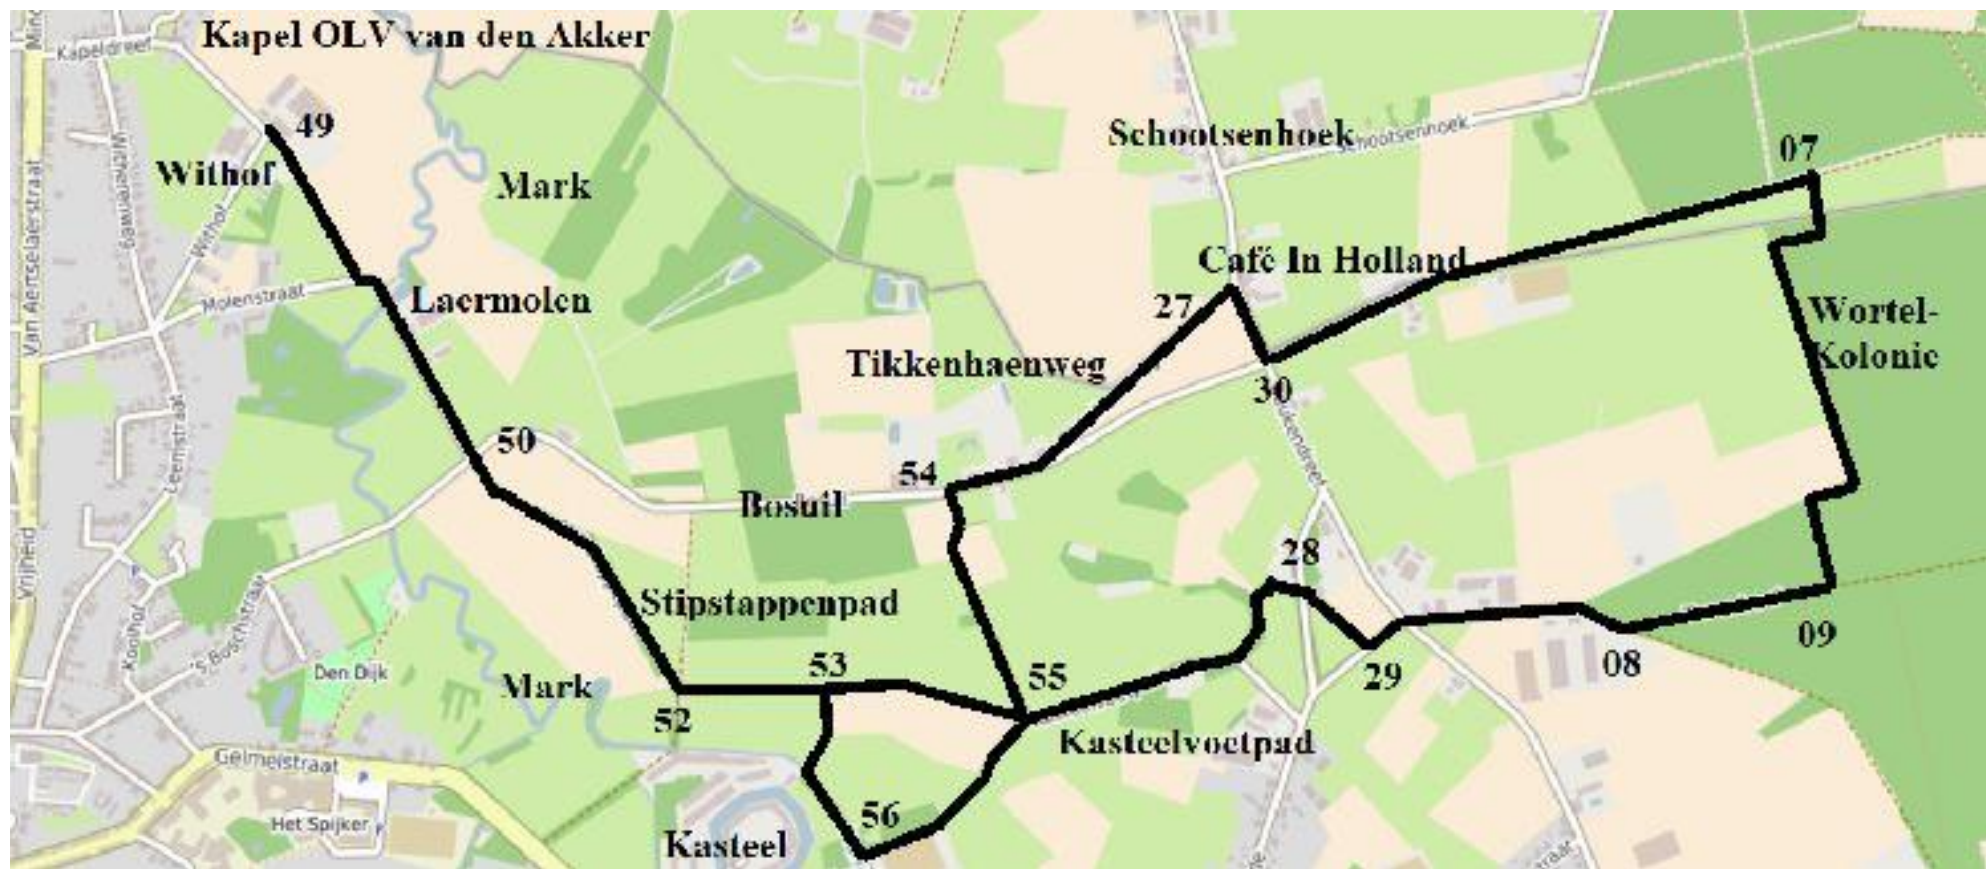 Kapel OLV van den Akker
Kapeldreef
49
Withof
Withof
Mark
Schootsenhoek
Schootsenhoek
07
Van Aertselaerstraat
Molenstraat
Laermolen
Café In Holland
27
Wortel-
Kolonie
Tikkenhaenweg
30
Leemstraat
50
54
Bosuil
28
Vrijheid
's Boschstraat
Stipstappenpad
Koolhof
Den Dijk
Mark
53
55
09
08
29
52
Kasteelvoetpad
Gelmelstraat
P
Het Spijker
56
Kasteel